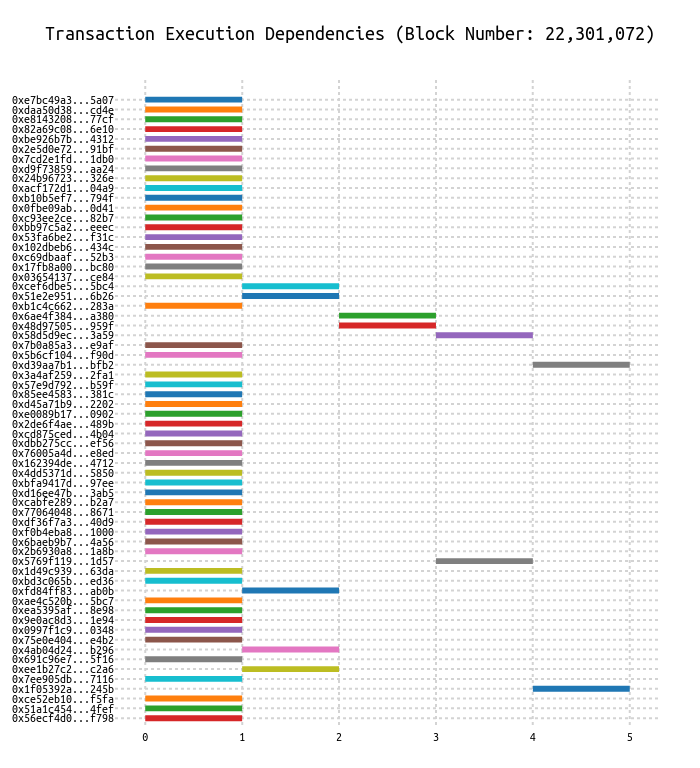 Transaction Execution Dependencies (Block Number: 22,301,072)
0xe7bc49a3...5a07
0xdaa50d38...cd4e
0xe8143208...77cf
0x82a69c08...6e10
0xbe926b7b...4312
0x2e5d0e72...91bf
0x7cd2e1fd...1db0
0xd9f73859...aa24
0x24b96723...326e
0xacf172d1...04a9
0xb10b5ef7...794f
0x0fbe09ab...0d41
0xc93ee2ce...82b7
0xbb97c5a2...eeec
0x53fa6be2...f31c
0x102dbeb6...434c
0xc69dbaaf...52b3
0x17fb8a00...bc80
0x03654137...ce84
0xcef6dbe5...5bc4
0x51e2e951...6b26
0xb1c4c662...283a
0x6ae4f384...a380
0x48d97505...959f
0x58d5d9ec...3a59
0x7b0a85a3...e9af
0x5b6cf104...f90d
0xd39aa7b1...bfb2
0x3a4af259...2fa1
0x57e9d792...b59f
0x85ee4583...381c
0xd45a71b9...2202
0xe0089b17...0902
0x2de6f4ae...489b
0xcd875ced...4b04
0xdbb275cc...ef56
0x76005a4d...e8ed
0x162394de...4712
0x4dd5371d...5850
0xbfa9417d...97ee
0xd16ee47b...3ab5
0xcabfe289...b2a7
0x77064048...8671
0xdf36f7a3...40d9
0xf0b4eba8...1000
0x6baeb9b7...4a56
0x2b6930a8...1a8b
0x5769f119...1d57
0x1d49c939...63da
0xbd3c065b...ed36
0xfd84ff83...ab0b
0xae4c520b...5bc7
0xea5395af...8e98
0x9e0ac8d3...1e94
0x0997f1c9...0348
0x75e0e404...e4b2
0x4ab04d24...b296
0x691c96e7...5f16
0xee1b27c2...c2a6
0x7ee905db...7116
0x1f05392a...245b
0xce52eb10...f5fa
0x51a1c454...4fef
0x56ecf4d0...f798
0 1 2 3 4 5